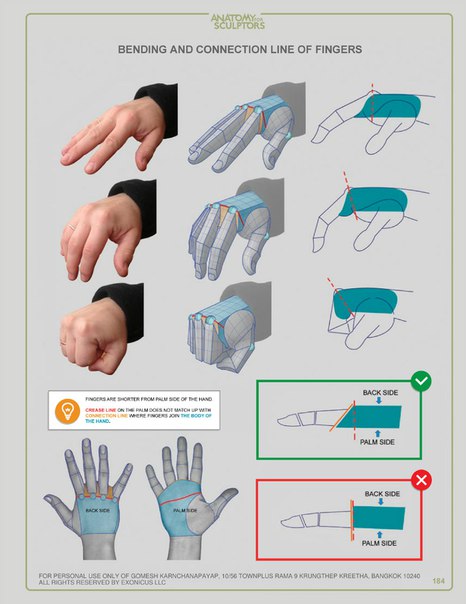 ANATOMY FOR
SCULPTORS
BENDING AND CONNECTION LINE OF FINGERS
FINGERS ARE SHORTER FROM PALM SIDE OF THE HAND.
CREASE LINE ON THE PALM DOES NOT MATCH UP WITH
CONNECTION LINE WHERE FINGERS JOIN THE BODY OF
THE HAND.
BACK SIDE
PALM SIDE
BACK SIDE
PALM SIDE
BACK SIDE
PALM SIDE
FOR PERSONAL USE ONLY OF GOMESH KARNCHANAPAYAP, 10/56 TOWNPLUS RAMA 9 KRUNGTHEP KREETHA, BANGKOK 10240
ALL RIGHTS RESERVED BY EXONICUS LLC
184